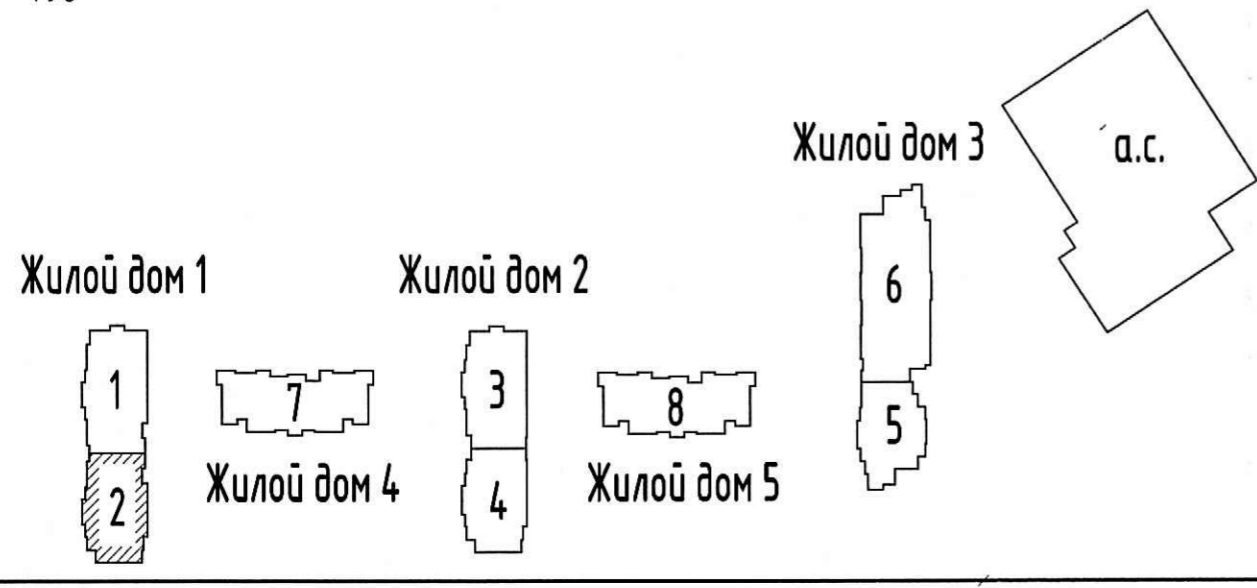 Жилой дом 3
а.с.
6
Жилой дом 1
Жилой дом 2
1
7
3
8
5
Жилой дом 4
Жилой дом 5
2
4